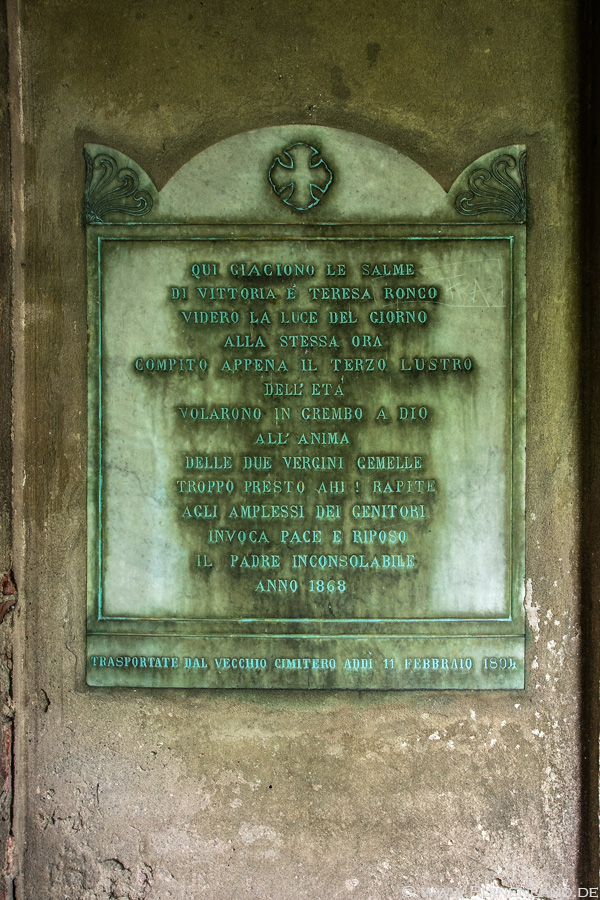 QUI GIACIONO LE SALME
DI VITTORIA É TERESA RONCO
VIDERO LA LUCE DEL GIORNO
ALLA STESSA ORA
COMPITO APPENA ÌL TERZO LUSTRO
DELL'ETÁ
VOLARONO IN GREMBO A DIO
ALL'ANIMA
DELLE DUE VERGINI GEMELLE
TROPPO PRESTO AHI! RAPITE
AGLI AMPLESSI DEI GENITORI
INVOCA PACE E RIPOSO
IL PADRE INCONSOLABILE
ANNO 1868
TRASPORTATE DAL VECCHIO CIMITERO ADDÌ 11 FEBBRAIO 1894